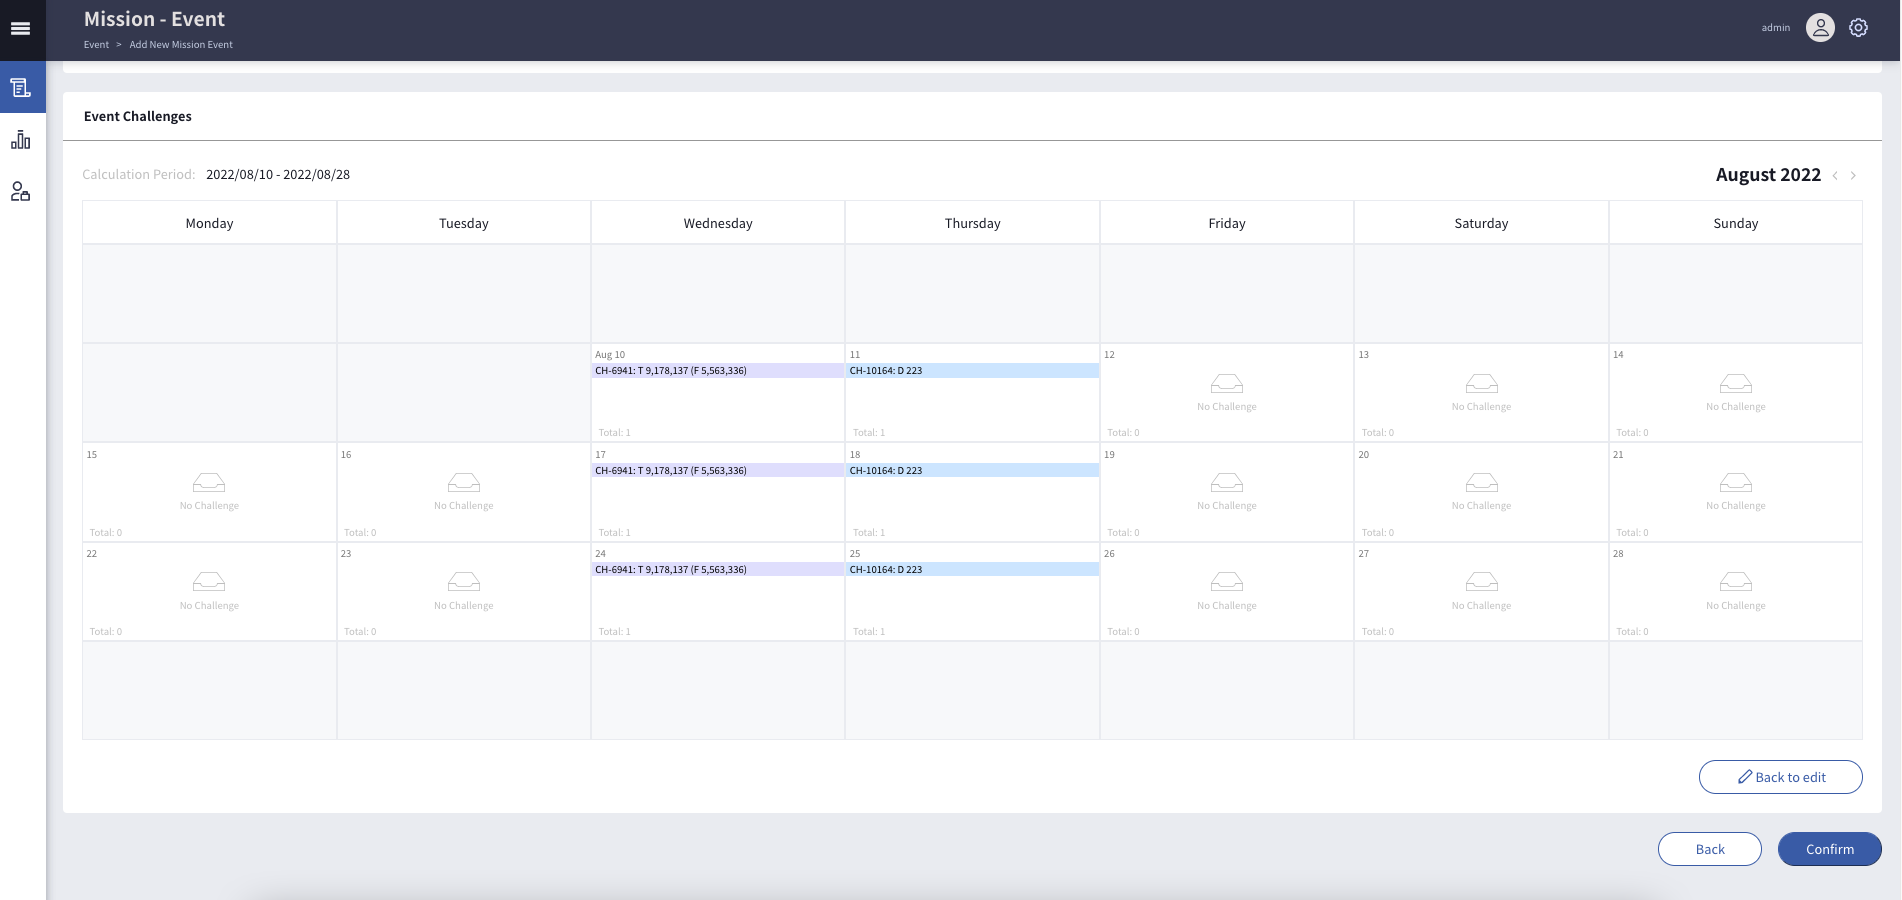 Mission - Event
Event > Add New Mission Event
admin
Event Challenges
Calculation Period: 2022/08/10 - 2022/08/28
August 2022 < >
Monday Tuesday Wednesday Thursday Friday Saturday Sunday
Aug 10 11 12 13 14
CH-6941: T 9,178,137 (F 5,563,336) CH-10164: D 223
No Challenge No Challenge No Challenge
Total: 1 Total: 1 Total: 0 Total: 0 Total: 0
15 16 17 18 19 20 21
CH-6941: T 9,178,137 (F 5,563,336) CH-10164: D 223
No Challenge No Challenge No Challenge No Challenge No Challenge
Total: 0 Total: 0 Total: 1 Total: 1 Total: 0 Total: 0 Total: 0
22 23 24 25 26 27 28
CH-6941: T 9,178,137 (F 5,563,336) CH-10164: D 223
No Challenge No Challenge No Challenge No Challenge No Challenge
Total: 0 Total: 0 Total: 1 Total: 1 Total: 0 Total: 0 Total: 0
Back to edit
Back Confirm